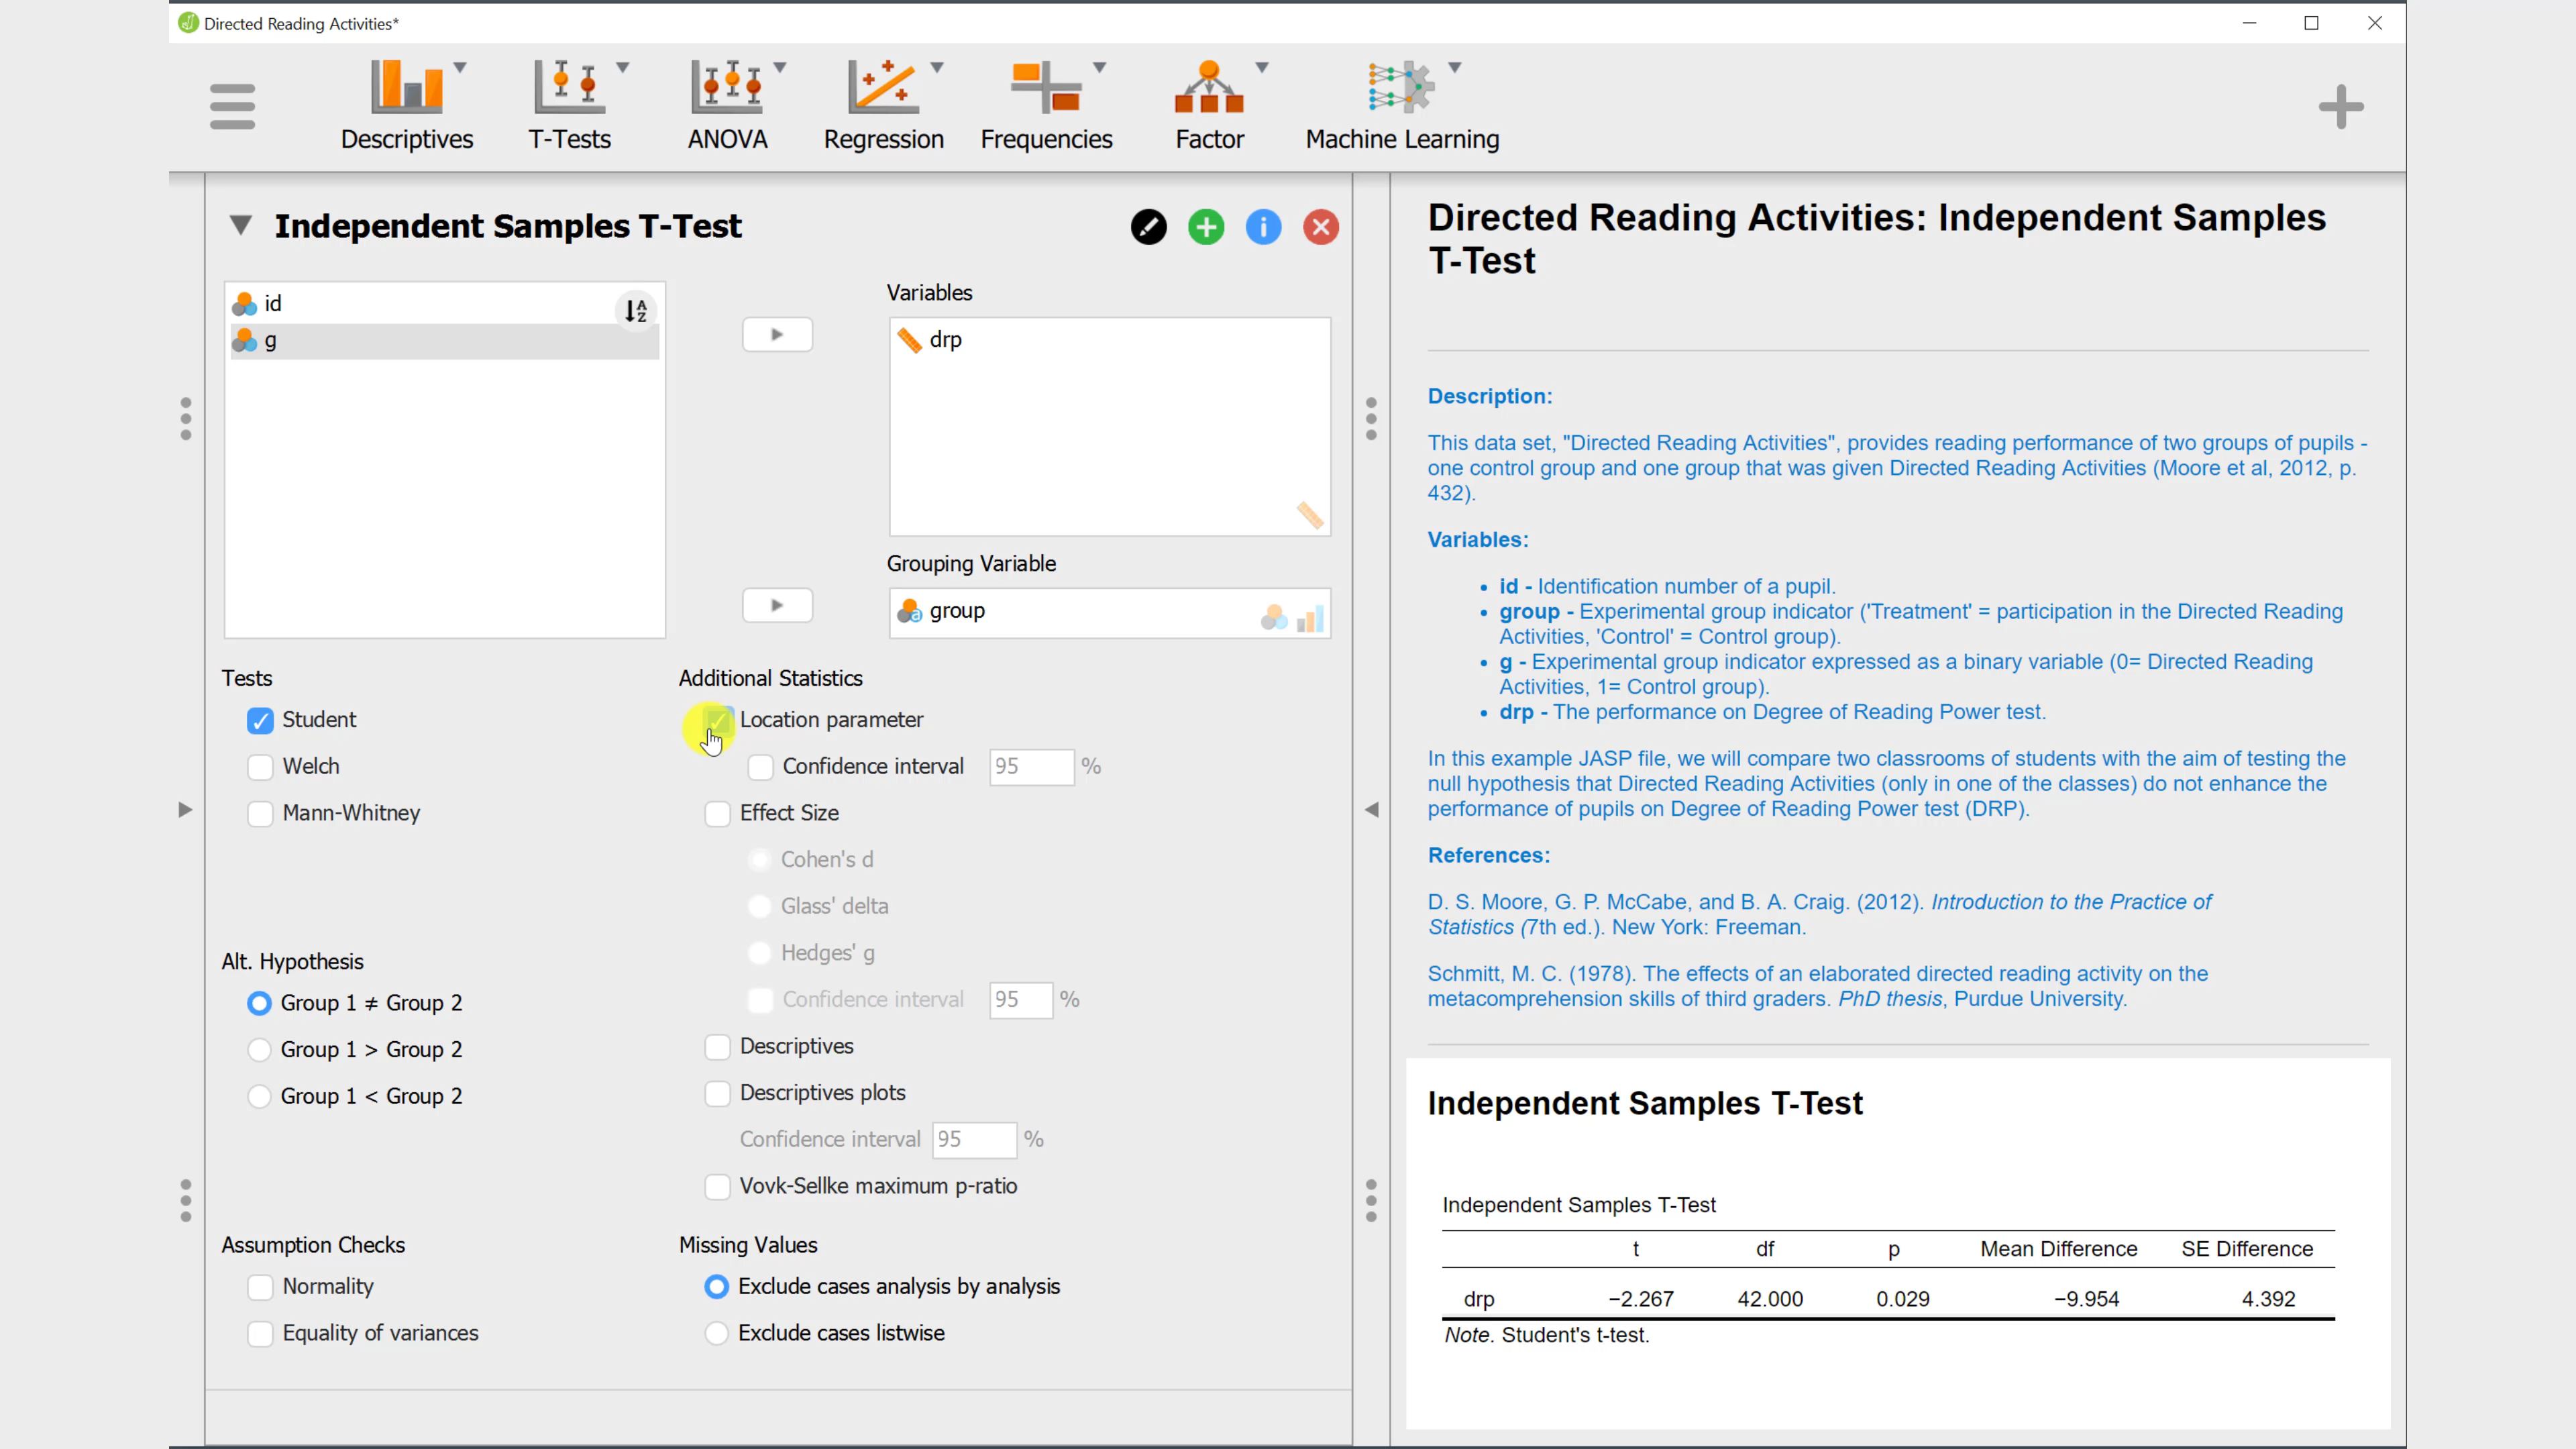 Directed Reading Activities*
Descriptives
T-Tests
ANOVA
Regression
Frequencies
Factor
Machine Learning
Independent Samples T-Test
id
g
Variables
drp
Grouping Variable
group
Tests
Student
Welch
Mann-Whitney
Alt. Hypothesis
Group 1 ≠ Group 2
Group 1 > Group 2
Group 1 < Group 2
Assumption Checks
Normality
Equality of variances
Additional Statistics
Location parameter
Confidence interval 95 %
Effect Size
Cohen's d
Glass' delta
Hedges' g
Confidence interval 95 %
Descriptives
Descriptives plots
Confidence interval 95 %
Vovk-Sellke maximum p-ratio
Missing Values
Exclude cases analysis by analysis
Exclude cases listwise
Directed Reading Activities: Independent Samples
T-Test
Description:
This data set, "Directed Reading Activities", provides reading performance of two groups of pupils -
one control group and one group that was given Directed Reading Activities (Moore et al, 2012, p.
432).
Variables:
• id - Identification number of a pupil.
• group - Experimental group indicator ('Treatment' = participation in the Directed Reading
Activities, 'Control' = Control group).
• g - Experimental group indicator expressed as a binary variable (0= Directed Reading
Activities, 1= Control group).
• drp - The performance on Degree of Reading Power test.
In this example JASP file, we will compare two classrooms of students with the aim of testing the
null hypothesis that Directed Reading Activities (only in one of the classes) do not enhance the
performance of pupils on Degree of Reading Power test (DRP).
References:
D. S. Moore, G. P. McCabe, and B. A. Craig. (2012). Introduction to the Practice of
Statistics (7th ed.). New York: Freeman.
Schmitt, M. C. (1978). The effects of an elaborated directed reading activity on the
metacomprehension skills of third graders. PhD thesis, Purdue University.
Independent Samples T-Test
Independent Samples T-Test
t df p Mean Difference SE Difference
drp −2.267 42.000 0.029 −9.954 4.392
Note. Student's t-test.